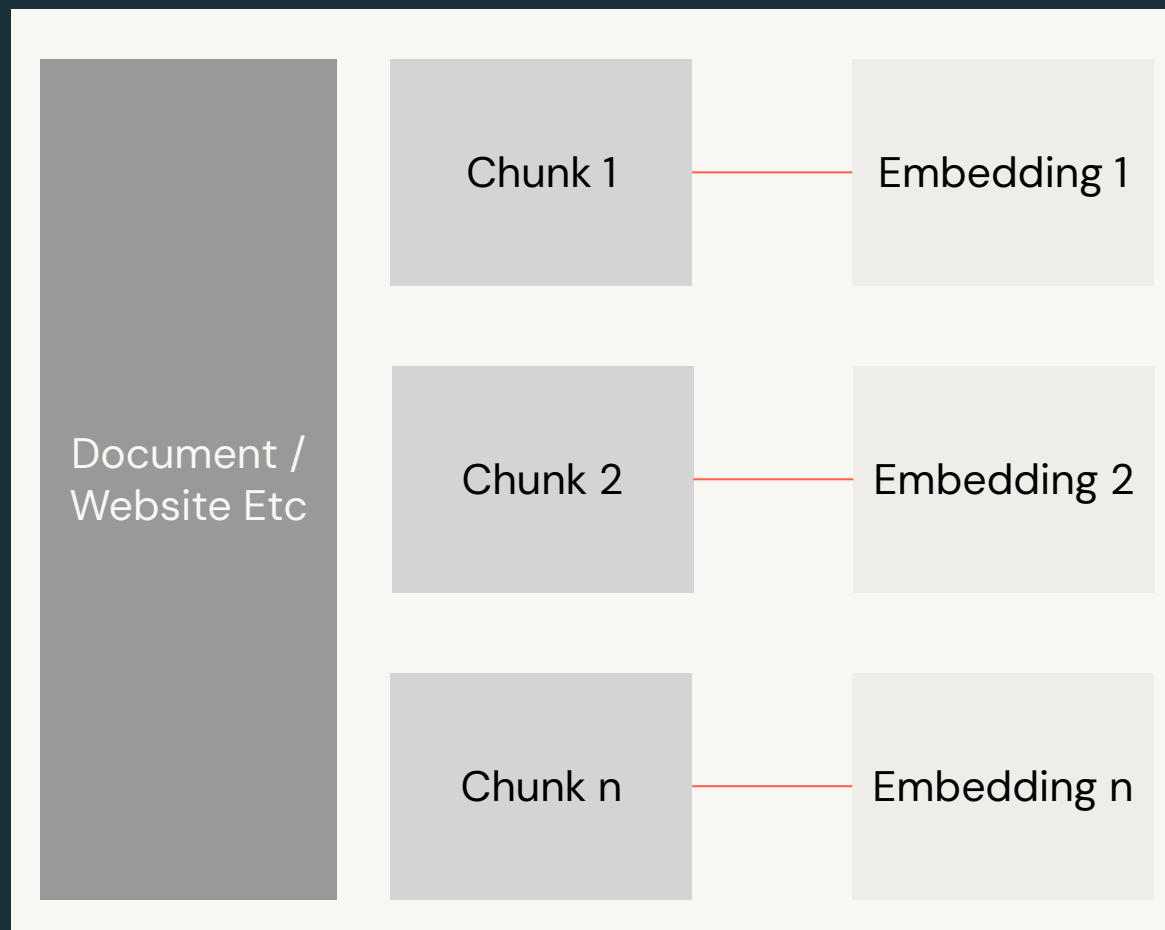 Document /
Website Etc
Chunk 1
Embedding 1
Chunk 2
Embedding 2
Chunk n
Embedding n